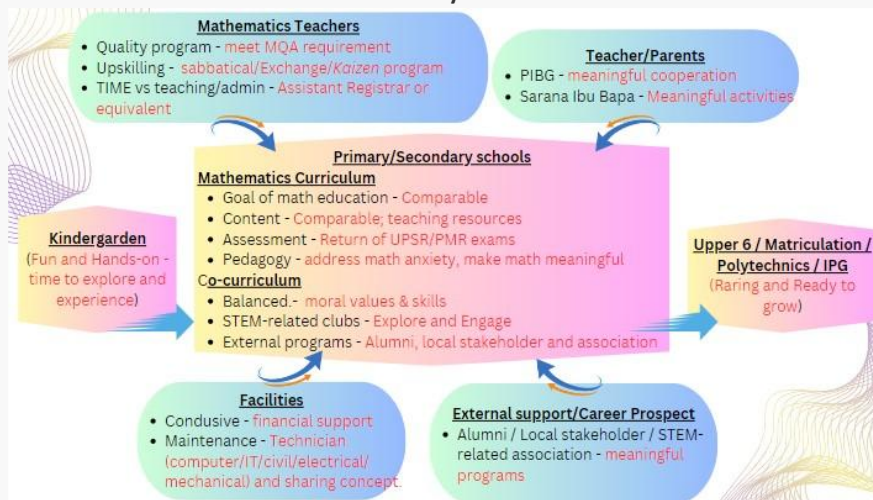 Mathematics Teachers
• Quality program - meet MQA requirement
• Upskilling - sabbatical/Exchange/Kaizen program
• TIME vs teaching/admin - Assistant Registrar or
equivalent
Teacher/Parents
• PIBG - meaningful cooperation
• Sarana Ibu Bapa - Meaningful activities
Kindergarden
(Fun and Hands-on -
time to explore and
experience)
Primary/Secondary schools
Mathematics Curriculum
• Goal of math education - Comparable
• Content - Comparable; teaching resources
• Assessment - Return of UPSR/PMR exams
• Pedagogy - address math anxiety, make math meaningful
Co-curriculum
• Balanced.- moral values & skills
• STEM-related clubs - Explore and Engage
• External programs - Alumni, local stakeholder and association
Upper 6 / Matriculation /
Polytechnics / IPG
(Raring and Ready to
grow)
Facilities
• Condusive - financial support
• Maintenance - Technician
(computer/IT/civil/electrical/
mechanical) and sharing concept.
External support/Career Prospect
• Alumni / Local stakeholder / STEM-
related association - meaningful
programs